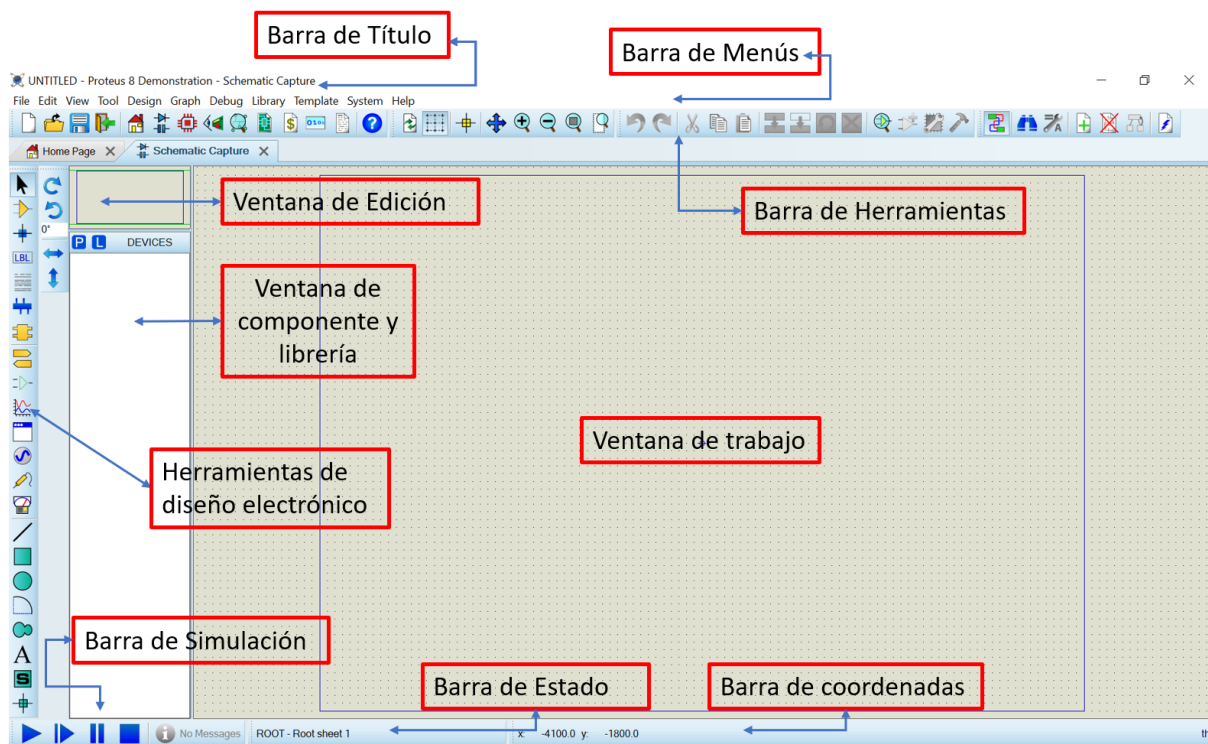 Barra de Título
Barra de Menús
UNTITLED - Proteus 8 Demonstration - Schematic Capture
File Edit View Tool Design Graph Debug Library Template System Help
Home Page
Schematic Capture
Ventana de Edición
Barra de Herramientas
0°
P L DEVICES
LBL
Ventana de
componente y
librería
Ventana de trabajo
Herramientas de
diseño electrónico
Barra de Simulación
A
S
Barra de Estado
Barra de coordenadas
No Messages
ROOT - Root sheet 1
x: -4100.0 y: -1800.0
th